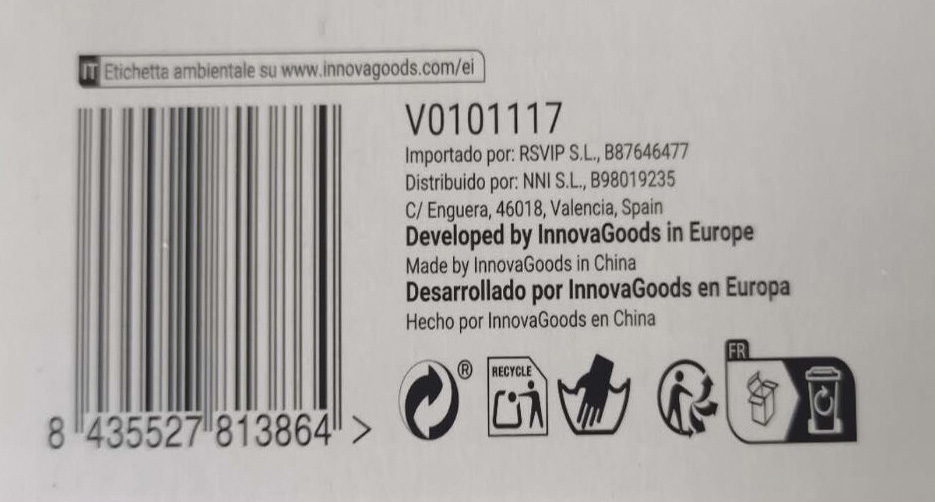 IT Etichetta ambientale su www.innovagoods.com/ei
V0101117
Importado por: RSVIP S.L., B87646477
Distribuido por: NNI S.L., B98019235
C/ Enguera, 46018, Valencia, Spain
Developed by InnovaGoods in Europe
Made by InnovaGoods in China
Desarrollado por InnovaGoods en Europa
Hecho por InnovaGoods en China
®
RECYCLE
FR
8 435527 813864 >